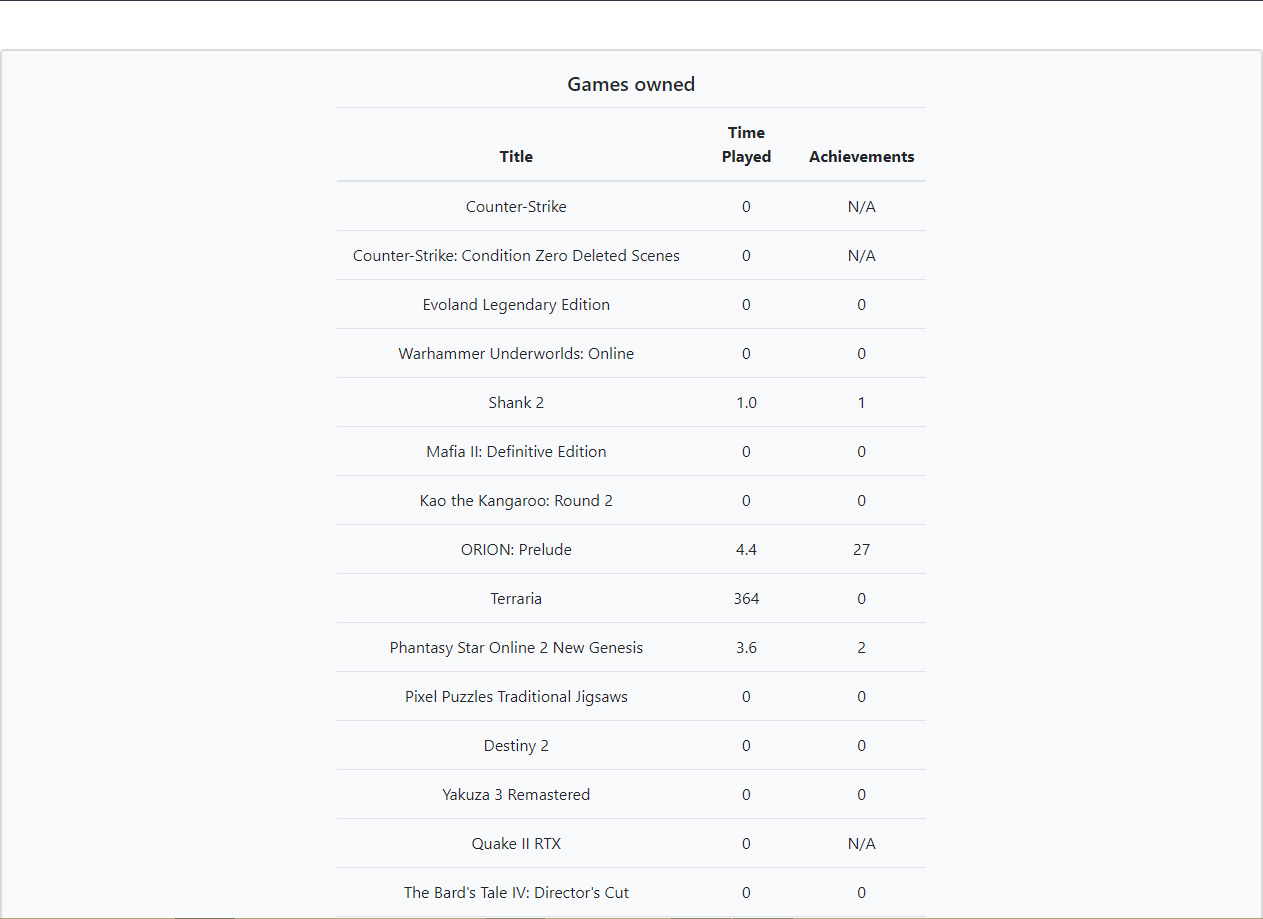 Games owned
Title Time Played Achievements
Counter-Strike 0 N/A
Counter-Strike: Condition Zero Deleted Scenes 0 N/A
Evoland Legendary Edition 0 0
Warhammer Underworlds: Online 0 0
Shank 2 1.0 1
Mafia II: Definitive Edition 0 0
Kao the Kangaroo: Round 2 0 0
ORION: Prelude 4.4 27
Terraria 364 0
Phantasy Star Online 2 New Genesis 3.6 2
Pixel Puzzles Traditional Jigsaws 0 0
Destiny 2 0 0
Yakuza 3 Remastered 0 0
Quake II RTX 0 N/A
The Bard's Tale IV: Director's Cut 0 0